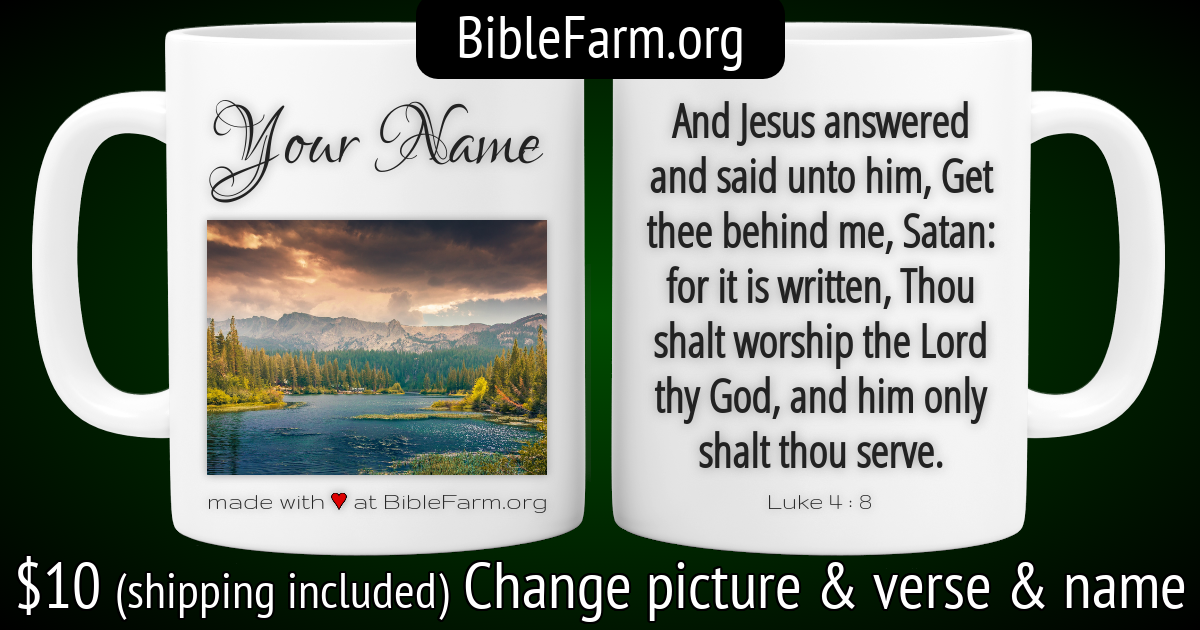 BibleFarm.org
Your Name
made with ♥ at BibleFarm.org
And Jesus answered
and said unto him, Get
thee behind me, Satan:
for it is written, Thou
shalt worship the Lord
thy God, and him only
shalt thou serve.
Luke 4 : 8
$10 (shipping included) Change picture & verse & name